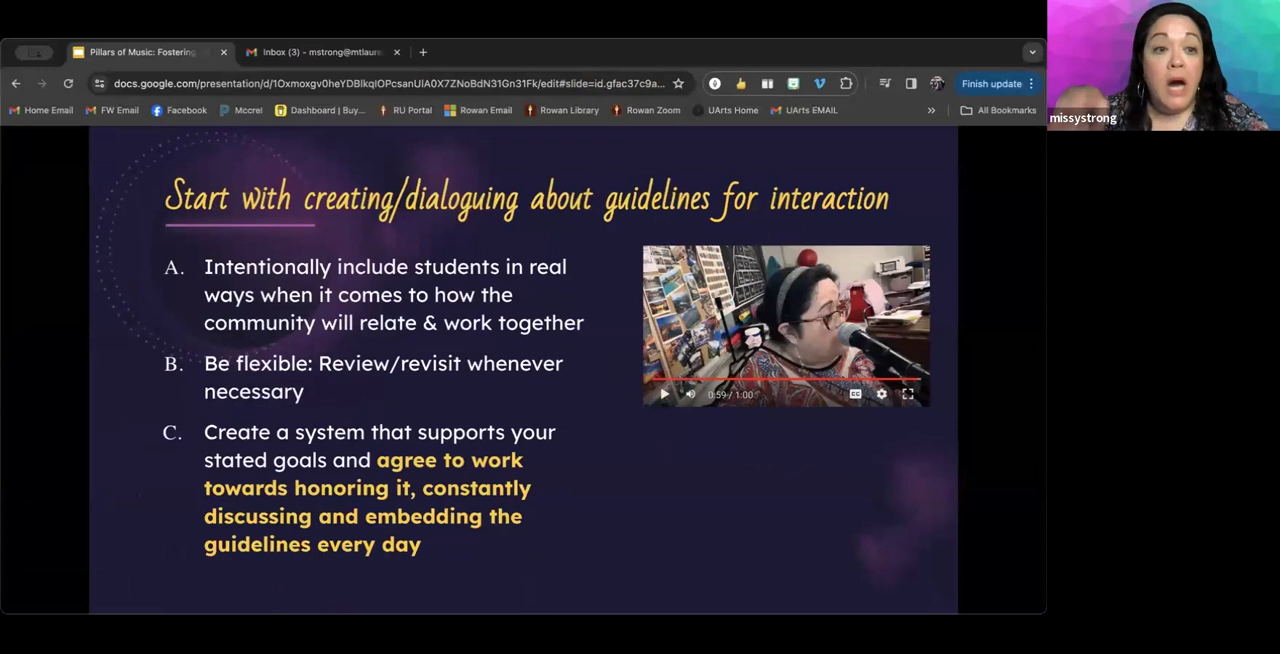 Pillars of Music: Fostering
Inbox (3) - mstrong@mtlaure
docs.google.com/presentation/d/1Oxmoxgv0heYDBlkqIOPcsanUIA0X7ZNoBdN31Gn31Fk/edit#slide=id.gfac37c9a...
Finish update
Home Email
FW Email
Facebook
Mccrel
Dashboard | Buy...
RU Portal
Rowan Email
Rowan Library
Rowan Zoom
UArts Home
UArts EMAIL
»
All Bookmarks
missystrong
Start with creating/dialoguing about guidelines for interaction
A. Intentionally include students in real
ways when it comes to how the
community will relate & work together
B. Be flexible: Review/revisit whenever
necessary
C. Create a system that supports your
stated goals and agree to work
towards honoring it, constantly
discussing and embedding the
guidelines every day
0:59 / 1:00
CC